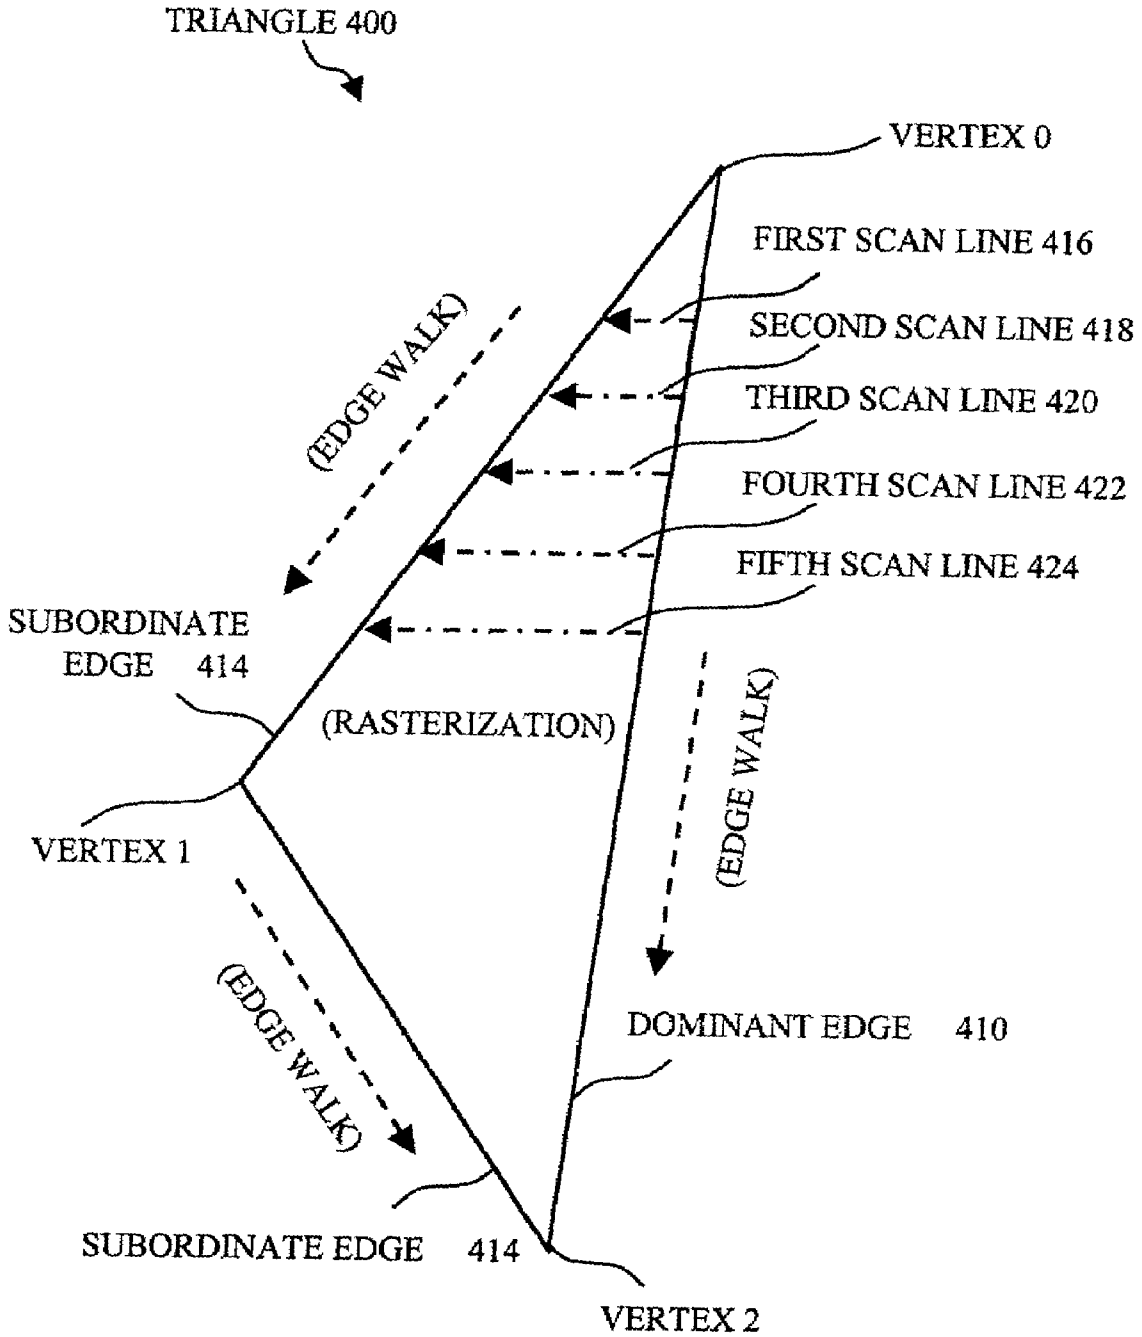 TRIANGLE 400
VERTEX 0
FIRST SCAN LINE 416
SECOND SCAN LINE 418
(EDGE WALK)
THIRD SCAN LINE 420
FOURTH SCAN LINE 422
FIFTH SCAN LINE 424
SUBORDINATE
EDGE 414
(RASTERIZATION)
(EDGE WALK)
VERTEX 1
(EDGE WALK)
DOMINANT EDGE 410
SUBORDINATE EDGE 414
VERTEX 2